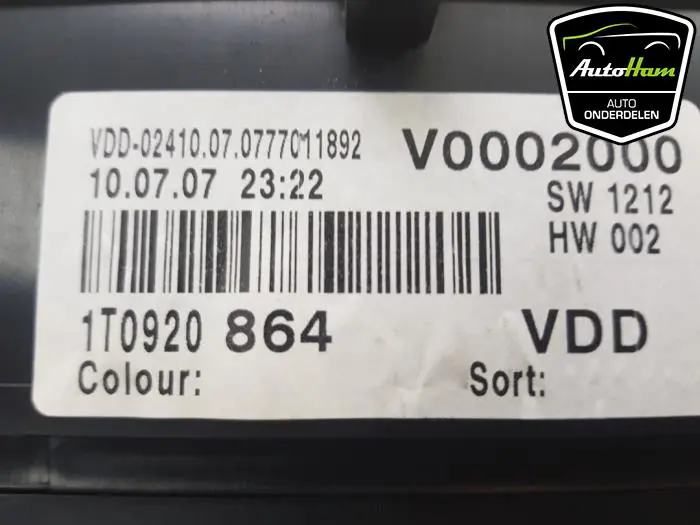 AutoHam
AUTO
ONDERDELEN
VDD-02410.07.0777011892 V0002000
10.07.07 23:22 SW 1212
HW 002
1T0920 864 VDD
Colour: Sort: